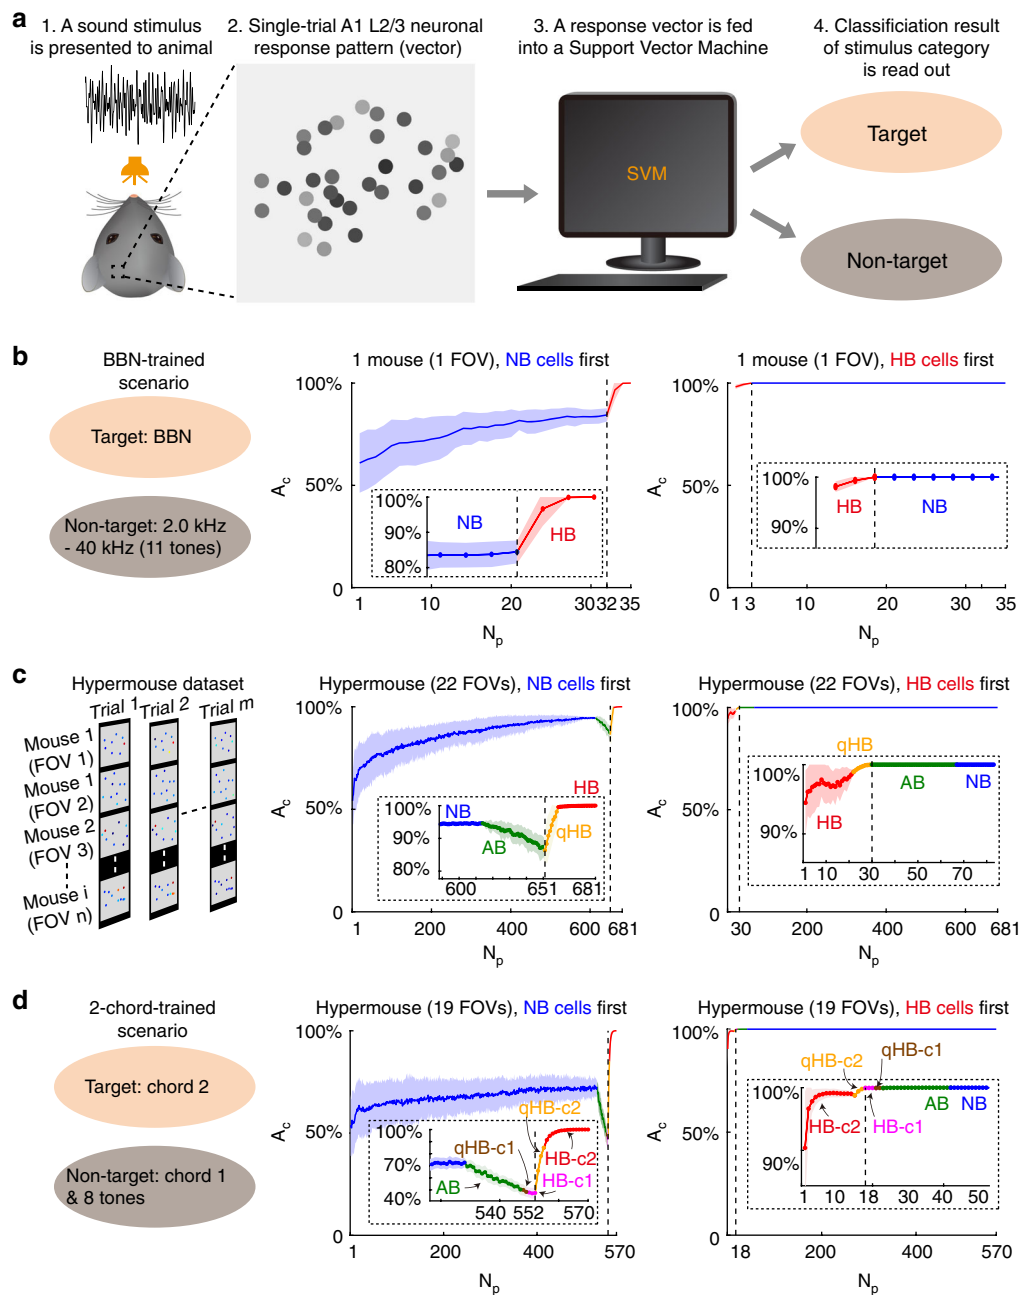 a
1. A sound stimulus
is presented to animal
2. Single-trial A1 L2/3 neuronal
response pattern (vector)
3. A response vector is fed
into a Support Vector Machine
4. Classificiation result
of stimulus category
is read out
SVM
Target
Non-target
b
BBN-trained
scenario
Target: BBN
Non-target: 2.0 kHz
- 40 kHz (11 tones)
1 mouse (1 FOV), NB cells first
100%
50%
0
Ac
1 10 20 30 32 35
Np
100%
90%
80%
NB
HB
1 mouse (1 FOV), HB cells first
100%
50%
0
Ac
1 3 10 20 30 35
Np
100%
90%
HB
NB
c
Hypermouse dataset
Trial 1 Trial 2 Trial m
Mouse 1
(FOV 1)
Mouse 1
(FOV 2)
Mouse 2
(FOV 3)
Mouse i
(FOV n)
Hypermouse (22 FOVs), NB cells first
100%
50%
0
Ac
1 200 400 600 681
Np
100%
90%
80%
NB
AB
qHB
HB
600 651 681
Hypermouse (22 FOVs), HB cells first
100%
50%
0
Ac
30 200 400 600 681
Np
qHB
100%
90%
HB
AB
NB
1 10 30 50 70
d
2-chord-trained
scenario
Target: chord 2
Non-target: chord 1
& 8 tones
Hypermouse (19 FOVs), NB cells first
100%
50%
0
Ac
1 200 400 570
Np
qHB-c2
100%
70%
40%
qHB-c1
HB-c2
AB
HB-c1
540 552 570
Hypermouse (19 FOVs), HB cells first
100%
50%
0
Ac
18 200 400 570
Np
qHB-c1
qHB-c2
100%
90%
HB-c2
HB-c1
AB
NB
1 10 18 30 40 50